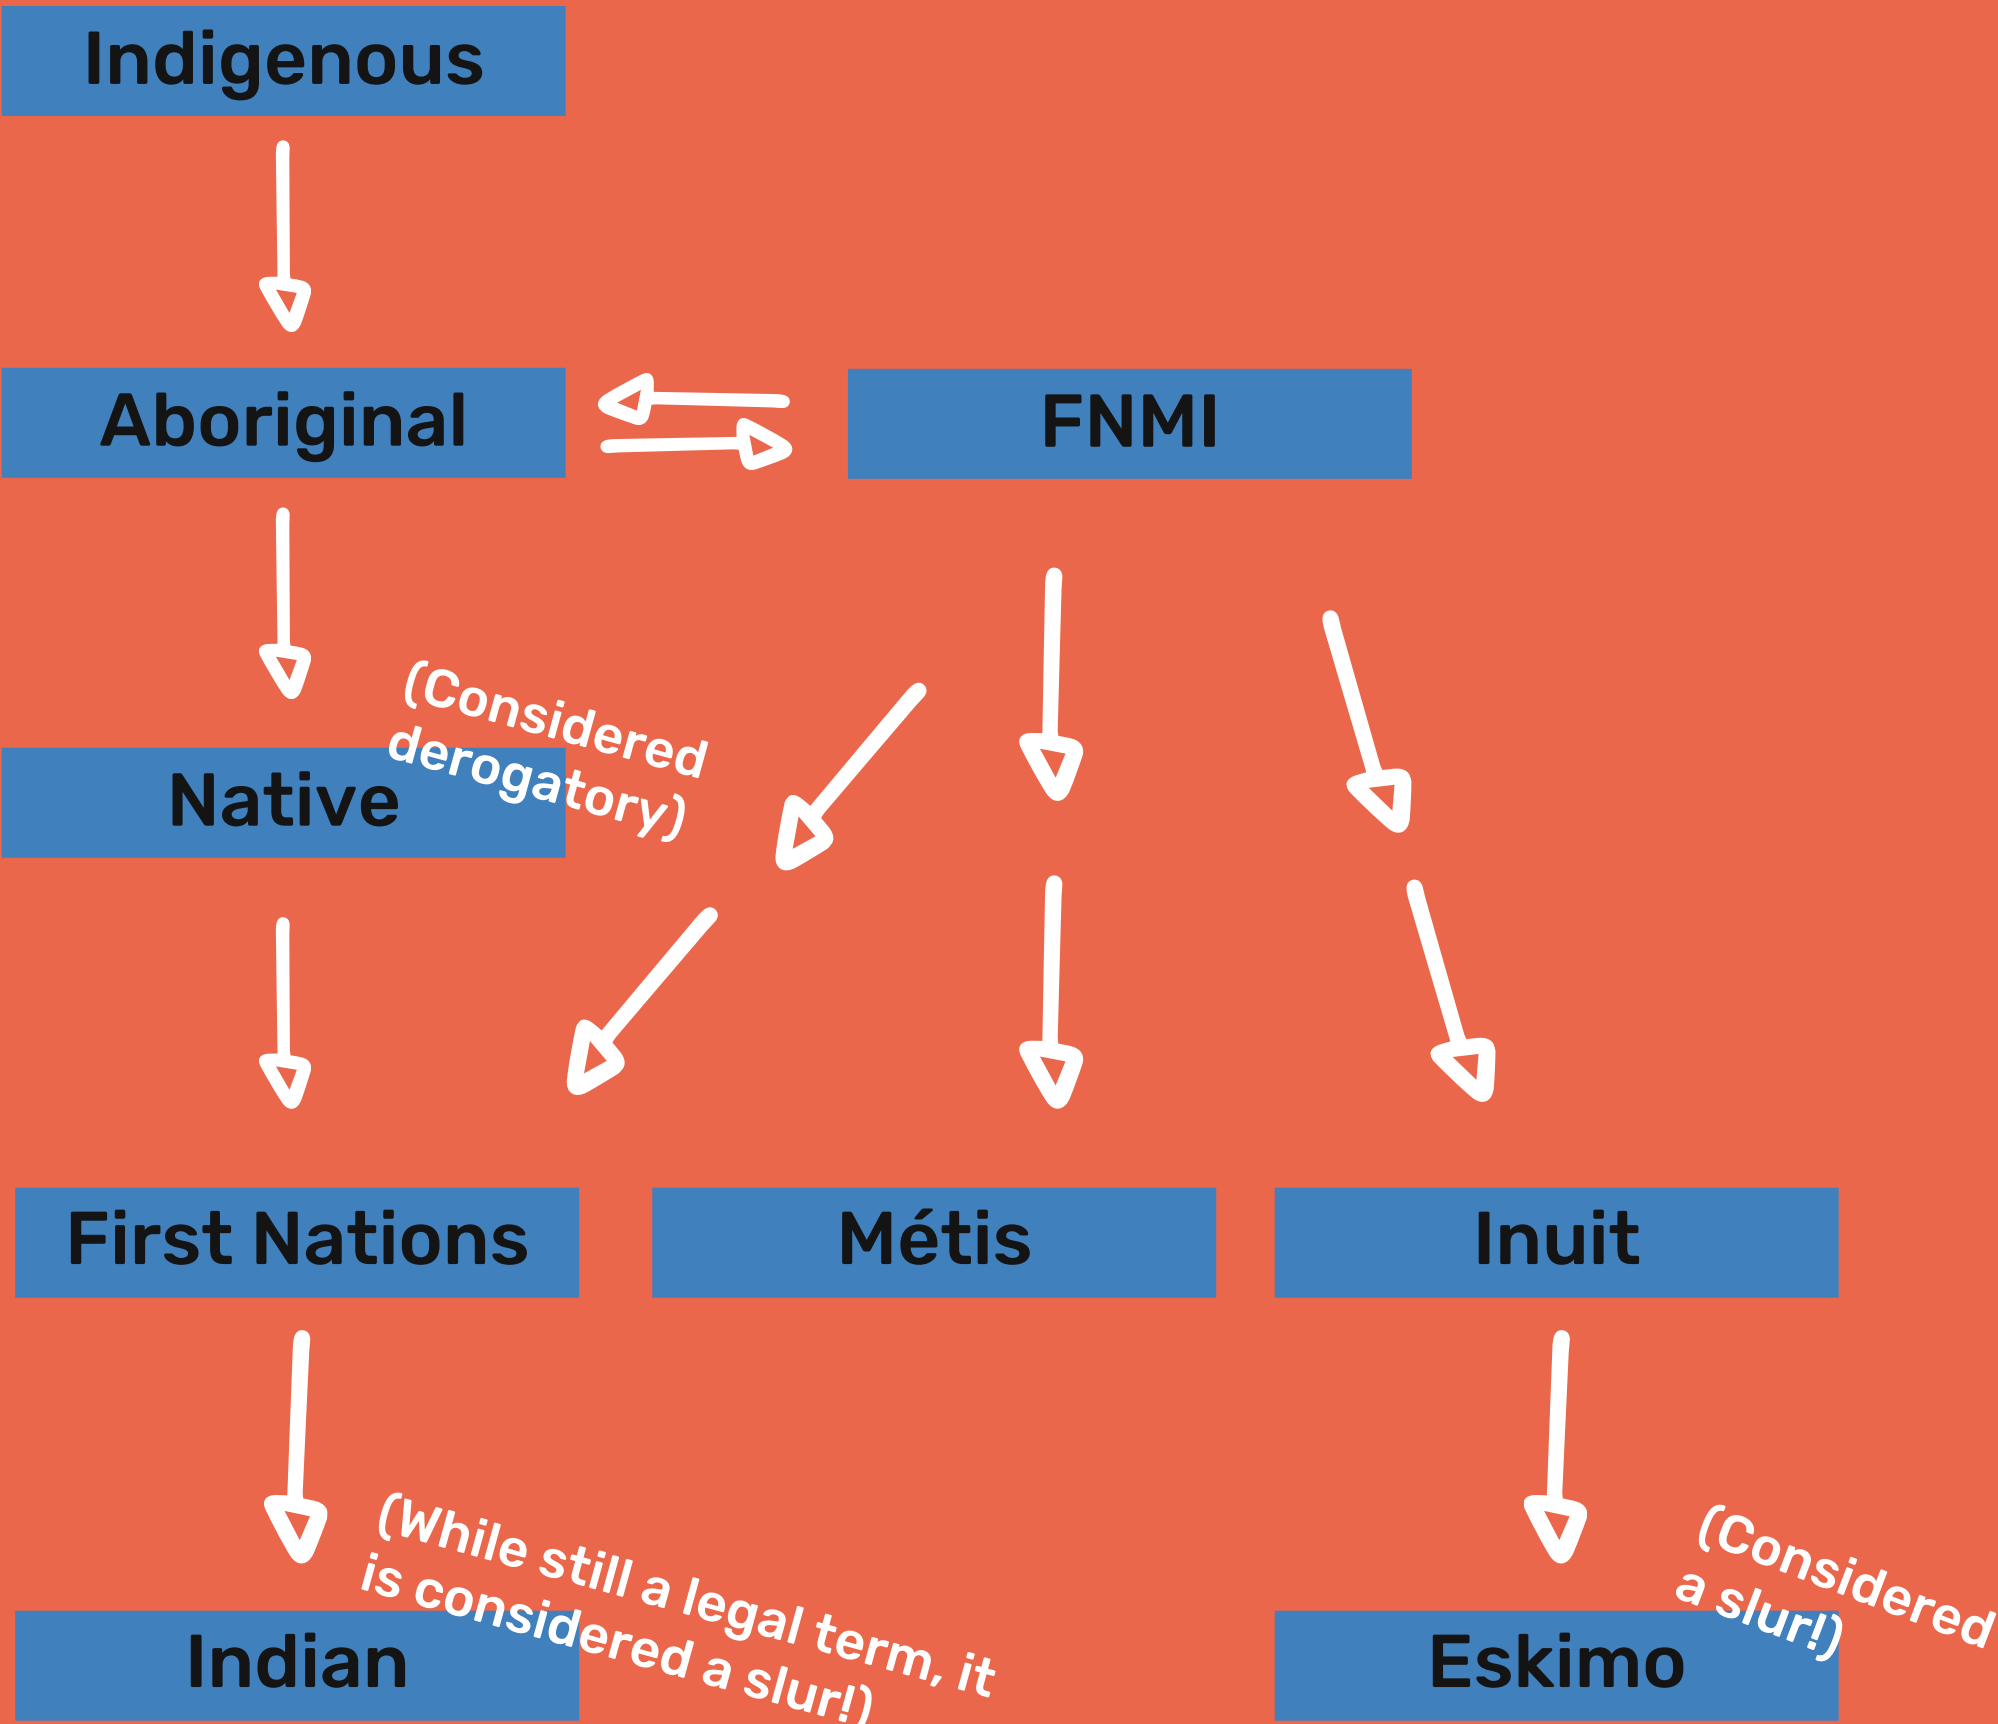 Indigenous
Aboriginal
FNMI
(Considered
derogatory)
Native
First Nations
Métis
Inuit
(While still a legal term, it
is considered a slur!)
Indian
(Considered
a slur!)
Eskimo